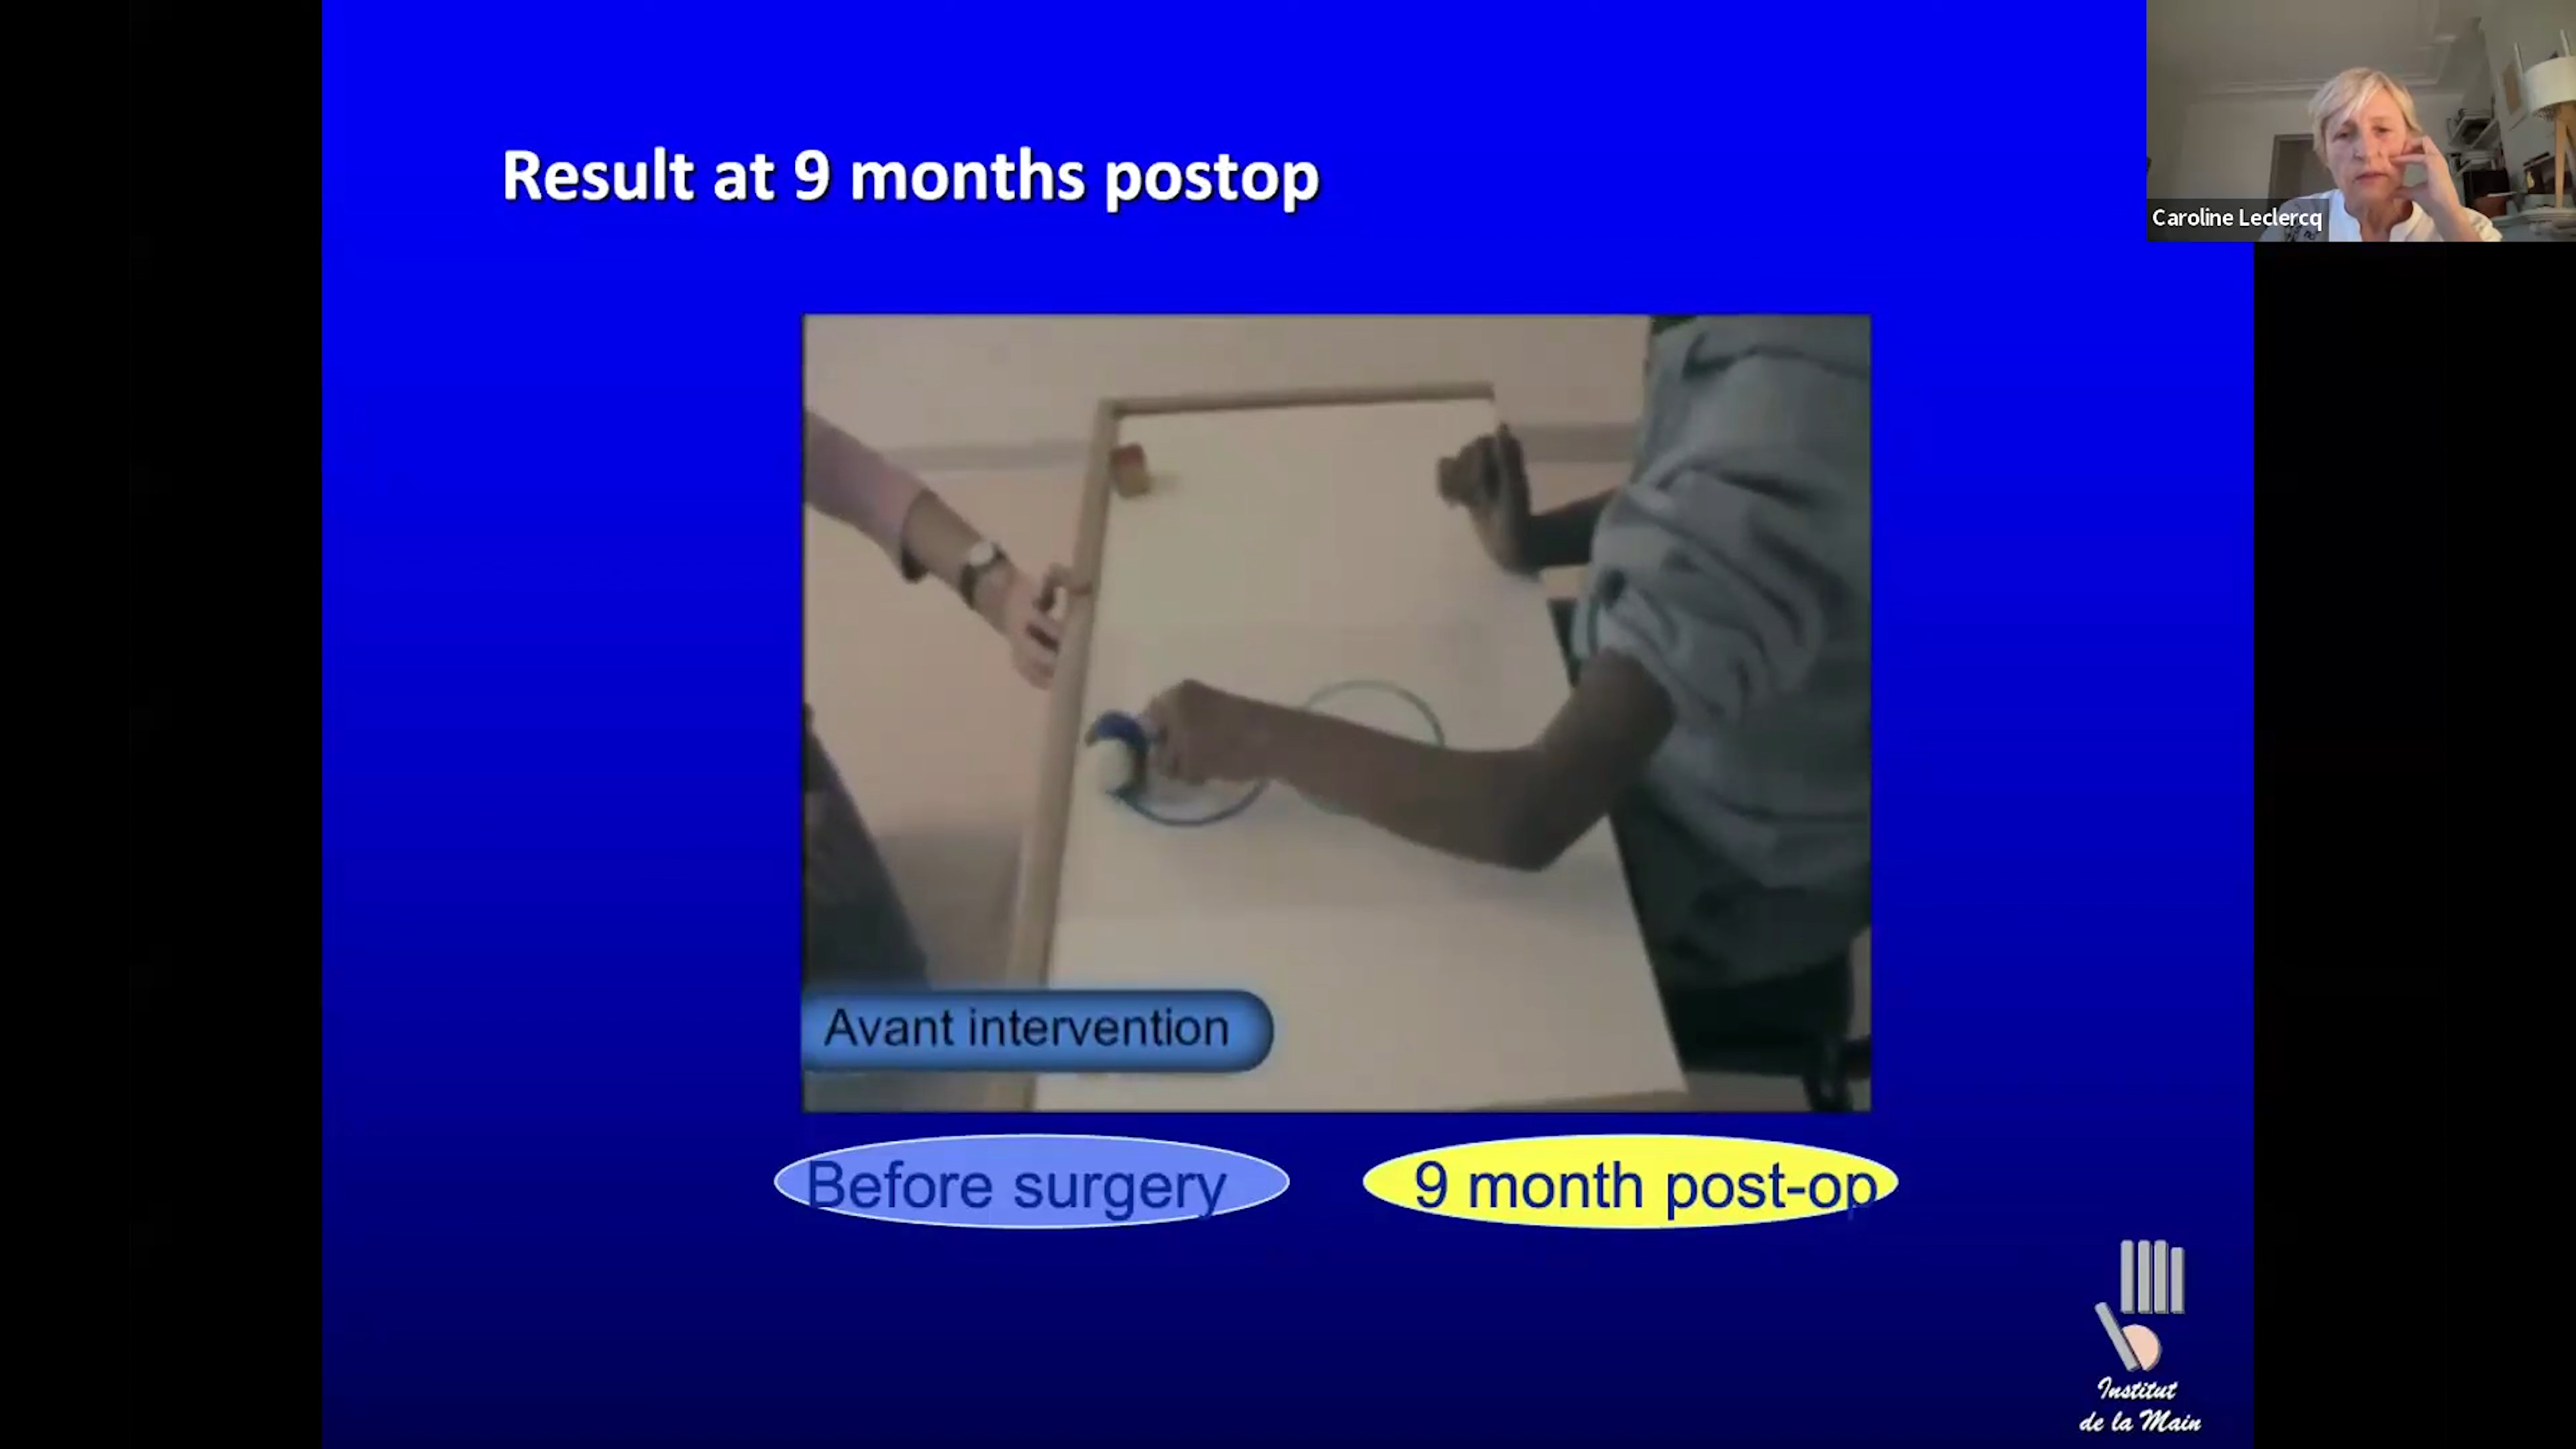 Result at 9 months postop
Caroline Leclercq
Avant intervention
Before surgery
9 month post-op
Institut
de la Main